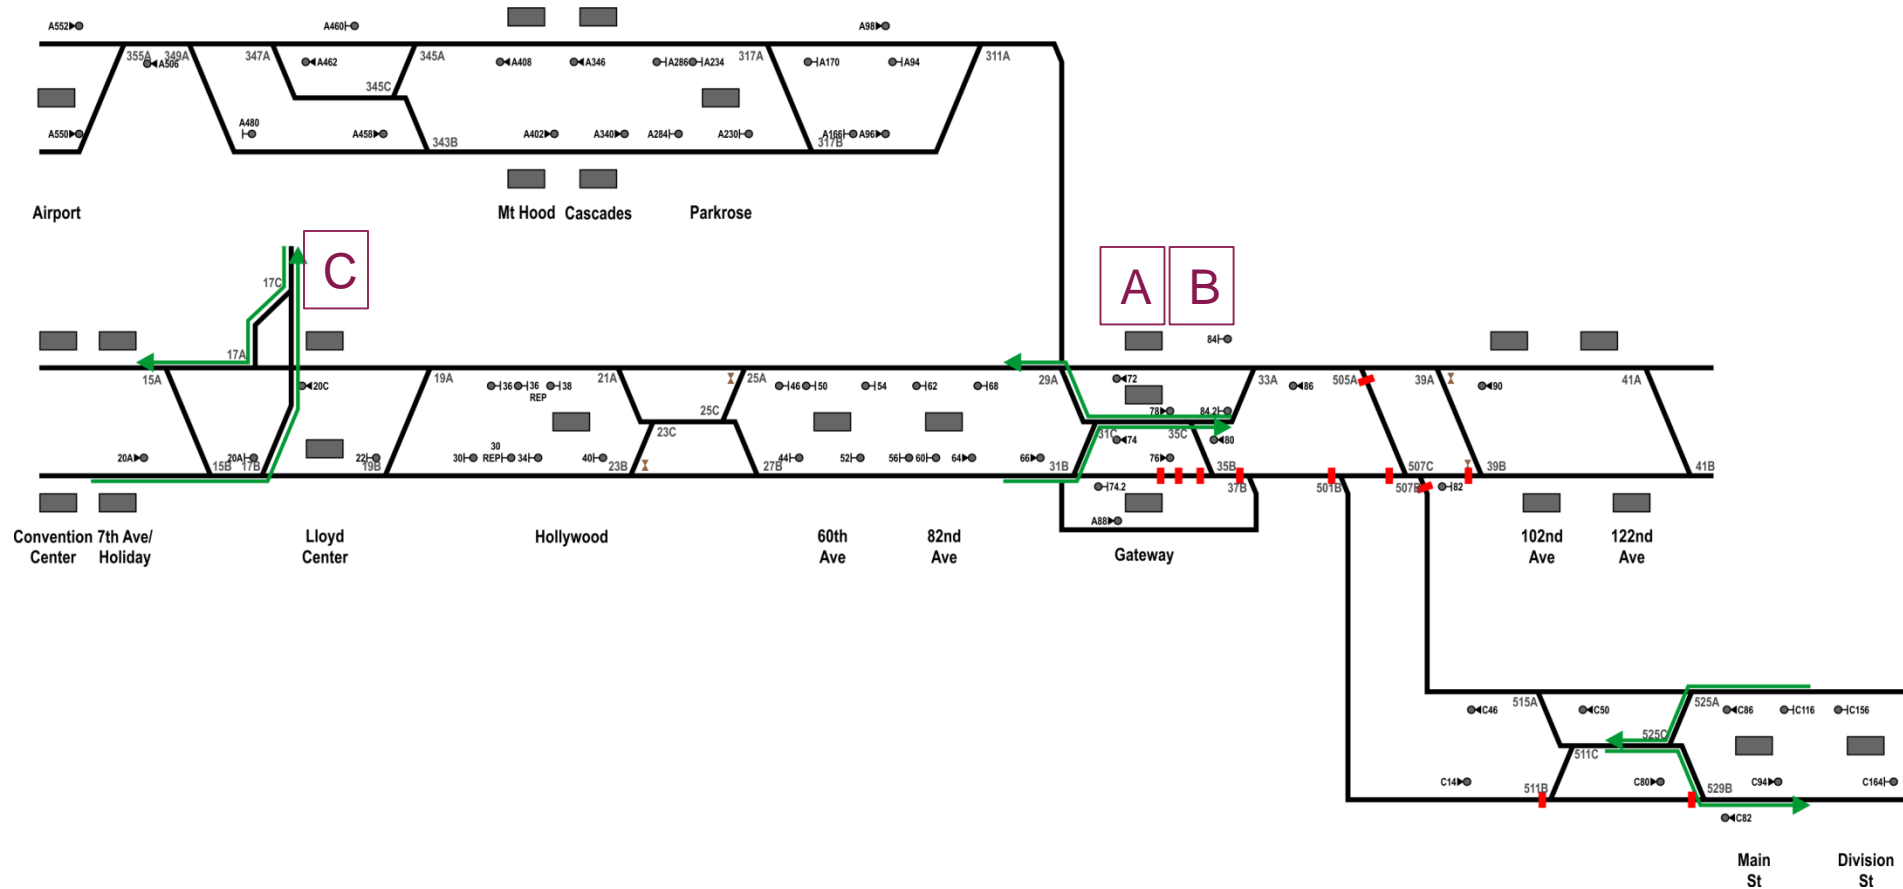 A552
A460
A98
355A
349A
A506
347A
A462
345A
A408
A346
A286
A234
317A
A170
A94
311A
345C
A550
A480
A458
343B
A402
A340
A284
A230
317B
A166
A96
Airport
Mt Hood
Cascades
Parkrose
17C
C
A
B
84
17A
15A
20C
19A
36
36
REP
38
21A
25A
46
50
54
62
68
29A
72
78
84.2
33A
86
505A
39A
90
41A
25C
23C
31C
74
35C
80
20A
15B
20A
17B
22
19B
30
30
REP
34
40
23B
27B
44
52
56
60
64
66
31B
76
35B
37B
501B
507C
507B
82
39B
41B
74.2
A88
Convention
Center
7th Ave/
Holiday
Lloyd
Center
Hollywood
60th
Ave
82nd
Ave
Gateway
102nd
Ave
122nd
Ave
515A
C46
C50
525A
C86
C116
C156
525C
511C
C14
511B
C80
529B
C94
C164
C82
Main
St
Division
St